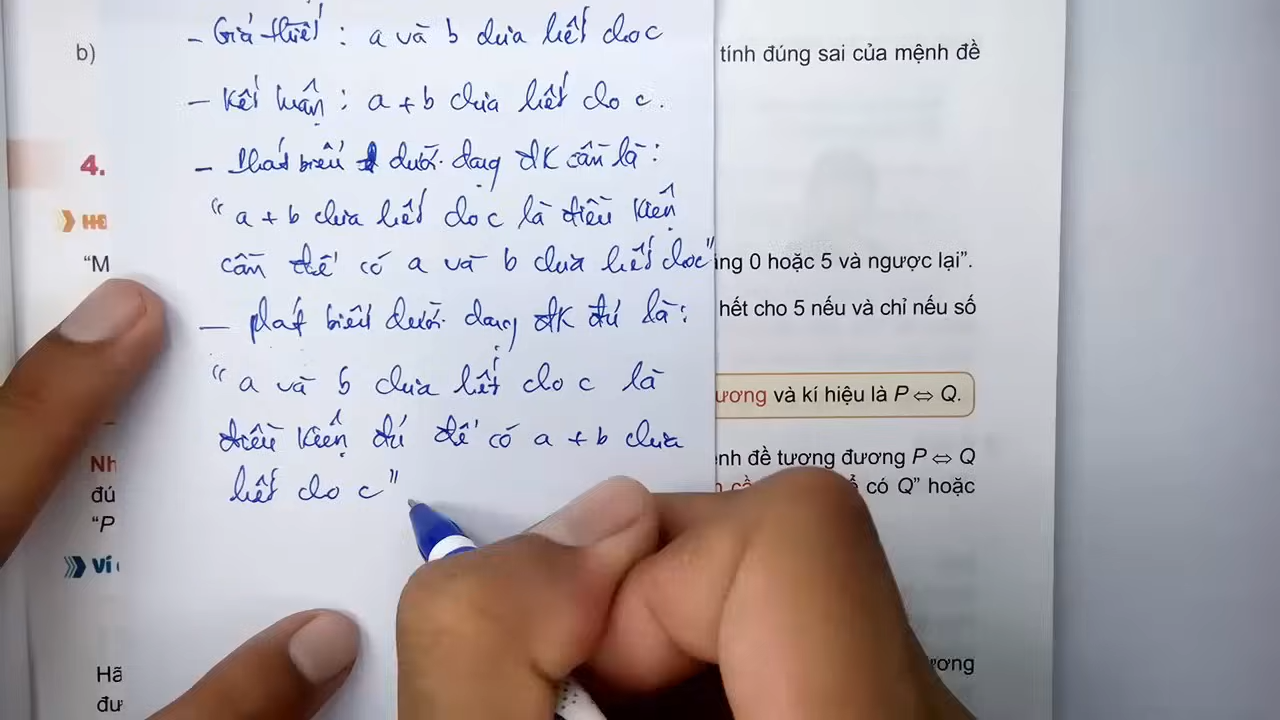 - Giả thiết : a và b chia hết cho c
b)
tính đúng sai của mệnh đề
- Kết luận : a + b chia hết cho c.
4.
- Phát biểu dưới dạng ĐK cần là :
HĐ
" a + b chia hết cho c là điều kiện
"M
cần để có a và b chia hết cho c"
ằng 0 hoặc 5 và ngược lại".
- phát biểu dưới dạng ĐK đủ là :
hết cho 5 nếu và chỉ nếu số
" a và b chia hết cho c là
ương và kí hiệu là P ⇔ Q.
điều kiện đủ để có a + b chia
Nh
ệnh đề tương đương P ⇔ Q
hết cho c"
đú
có Q" hoặc
"P
Ví
Hã
ương
đư